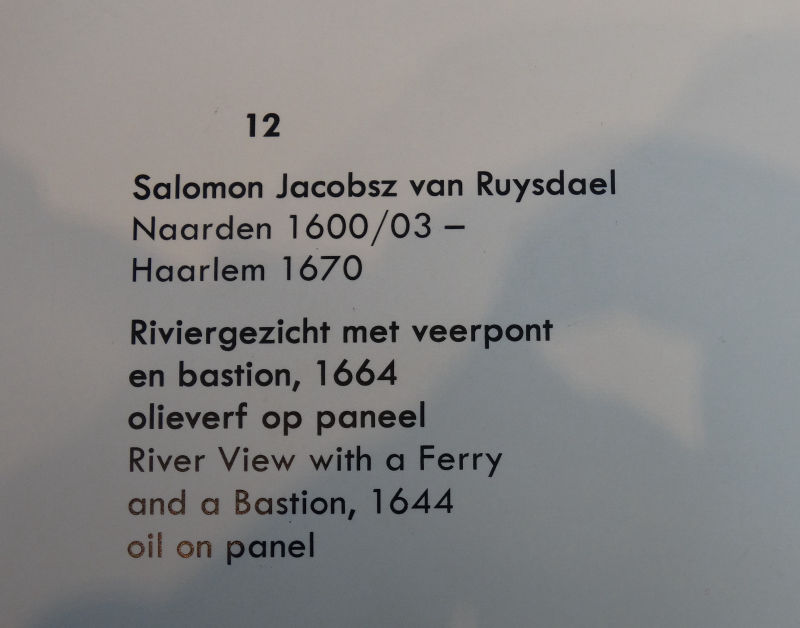 12
Salomon Jacobsz van Ruysdael
Naarden 1600/03 –
Haarlem 1670
Riviergezicht met veerpont
en bastion, 1664
olieverf op paneel
River View with a Ferry
and a Bastion, 1644
oil on panel